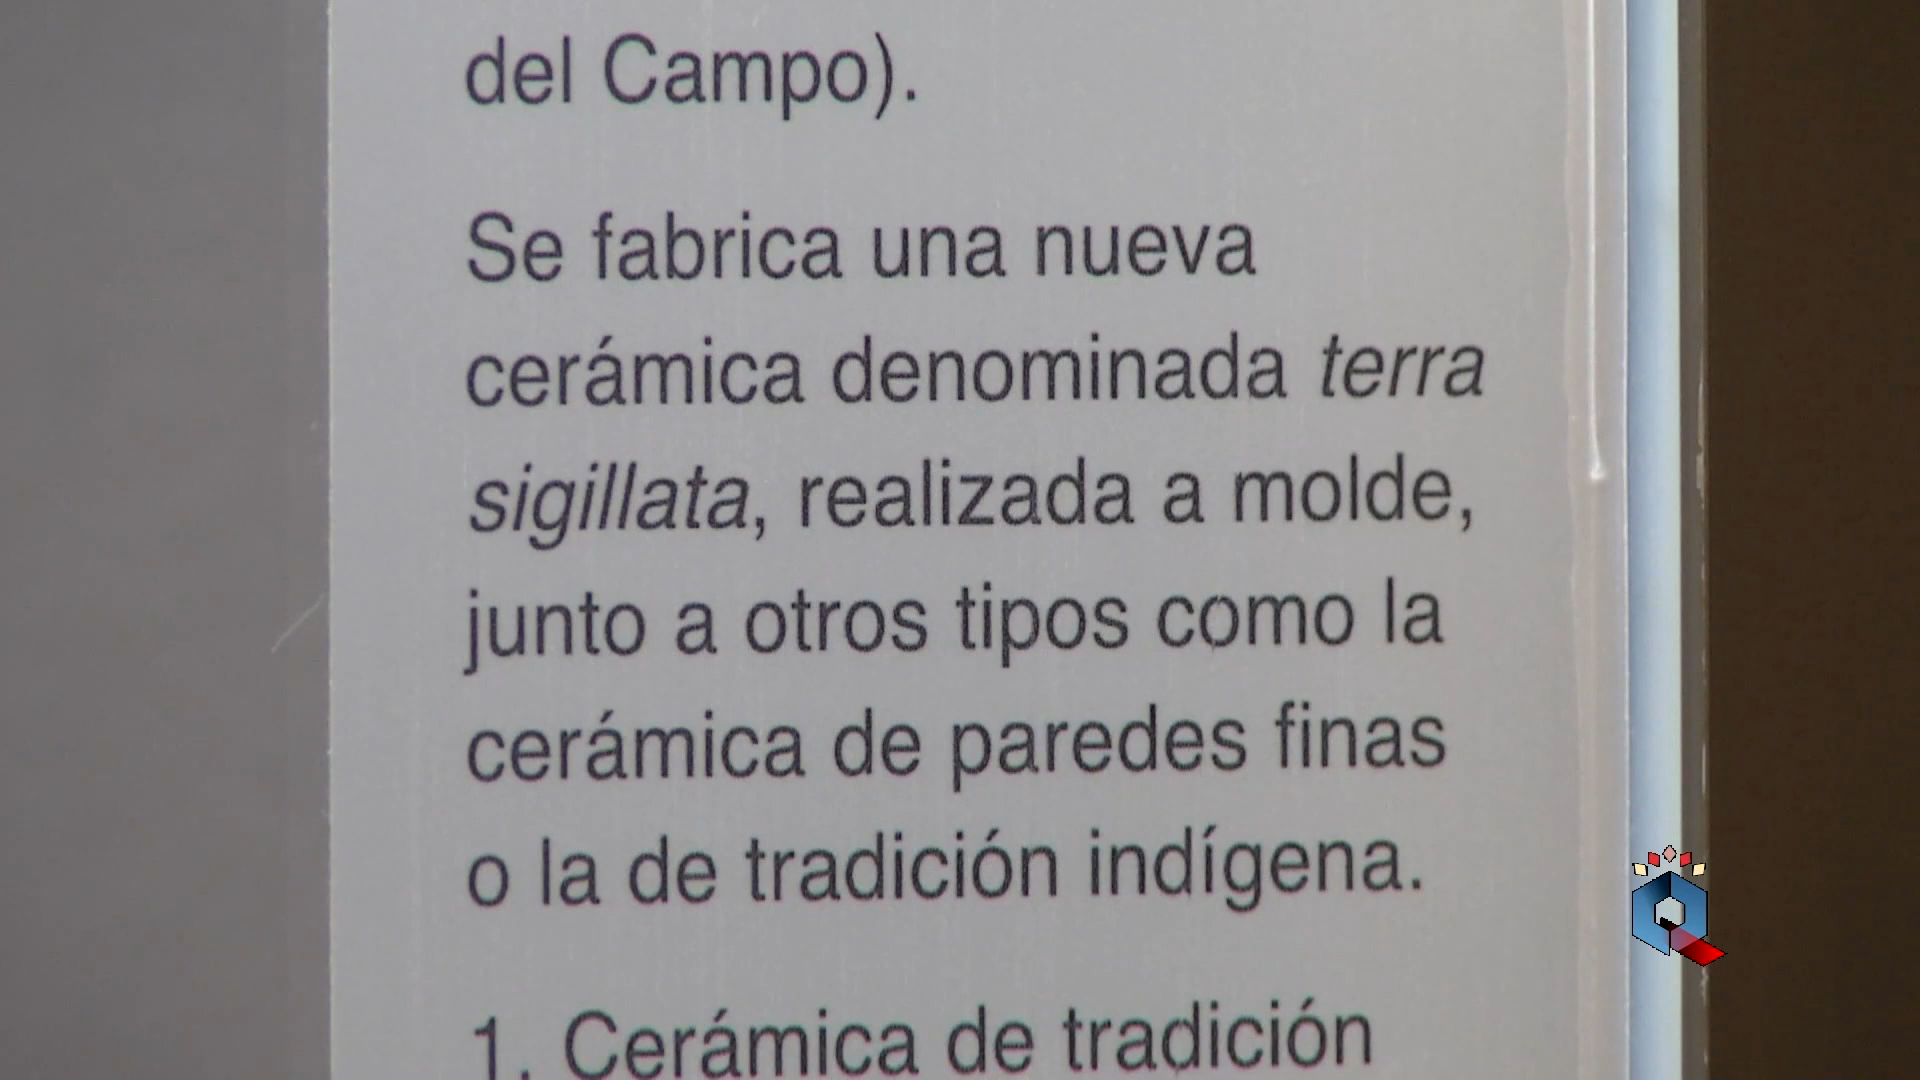 del Campo).
Se fabrica una nueva
cerámica denominada terra
sigillata, realizada a molde,
junto a otros tipos como la
cerámica de paredes finas
o la de tradición indígena.
1. Cerámica de tradición